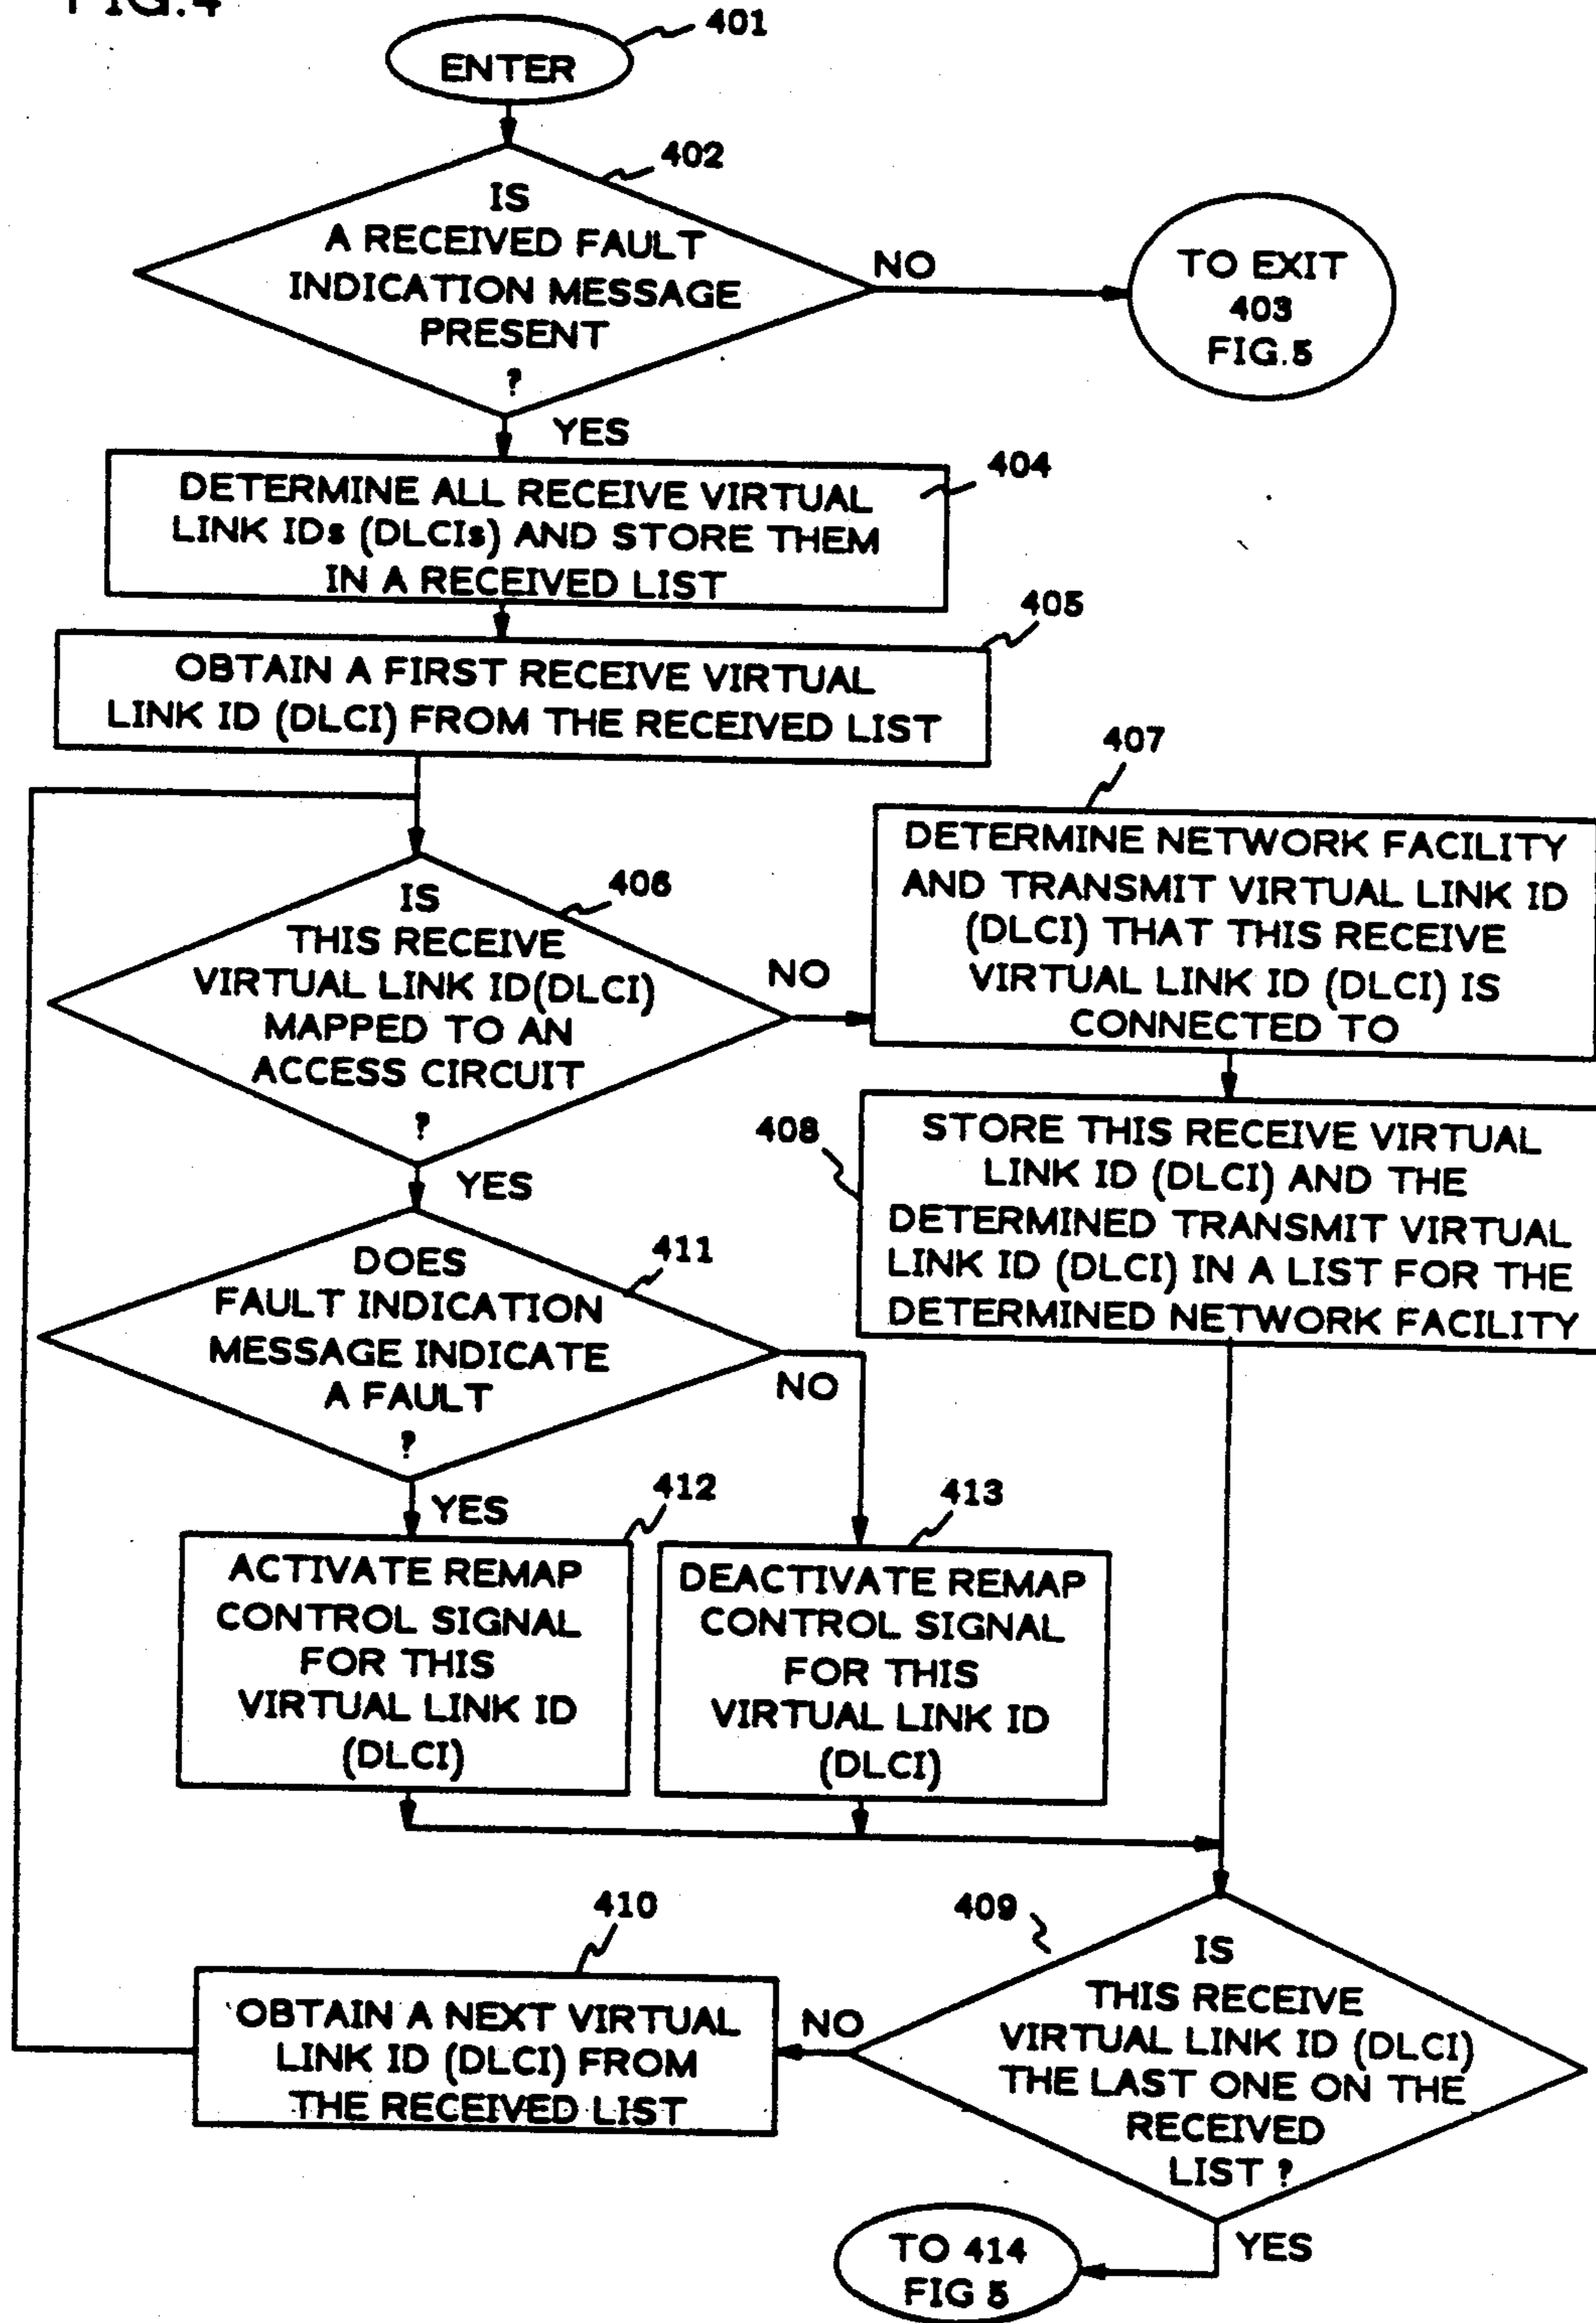 FIG.4
401
ENTER
402
IS
A RECEIVED FAULT
INDICATION MESSAGE
PRESENT
?
NO
TO EXIT
403
FIG.5
YES
404
DETERMINE ALL RECEIVE VIRTUAL
LINK IDs (DLCIs) AND STORE THEM
IN A RECEIVED LIST
405
OBTAIN A FIRST RECEIVE VIRTUAL
LINK ID (DLCI) FROM THE RECEIVED LIST
406
IS
THIS RECEIVE
VIRTUAL LINK ID(DLCI)
MAPPED TO AN
ACCESS CIRCUIT
?
NO
407
DETERMINE NETWORK FACILITY
AND TRANSMIT VIRTUAL LINK ID
(DLCI) THAT THIS RECEIVE
VIRTUAL LINK ID (DLCI) IS
CONNECTED TO
408
STORE THIS RECEIVE VIRTUAL
LINK ID (DLCI) AND THE
DETERMINED TRANSMIT VIRTUAL
LINK ID (DLCI) IN A LIST FOR THE
DETERMINED NETWORK FACILITY
YES
411
DOES
FAULT INDICATION
MESSAGE INDICATE
A FAULT
?
NO
YES
412
ACTIVATE REMAP
CONTROL SIGNAL
FOR THIS
VIRTUAL LINK ID
(DLCI)
413
DEACTIVATE REMAP
CONTROL SIGNAL
FOR THIS
VIRTUAL LINK ID
(DLCI)
409
IS
THIS RECEIVE
VIRTUAL LINK ID (DLCI)
THE LAST ONE ON THE
RECEIVED
LIST ?
NO
410
OBTAIN A NEXT VIRTUAL
LINK ID (DLCI) FROM
THE RECEIVED LIST
YES
TO 414
FIG 5